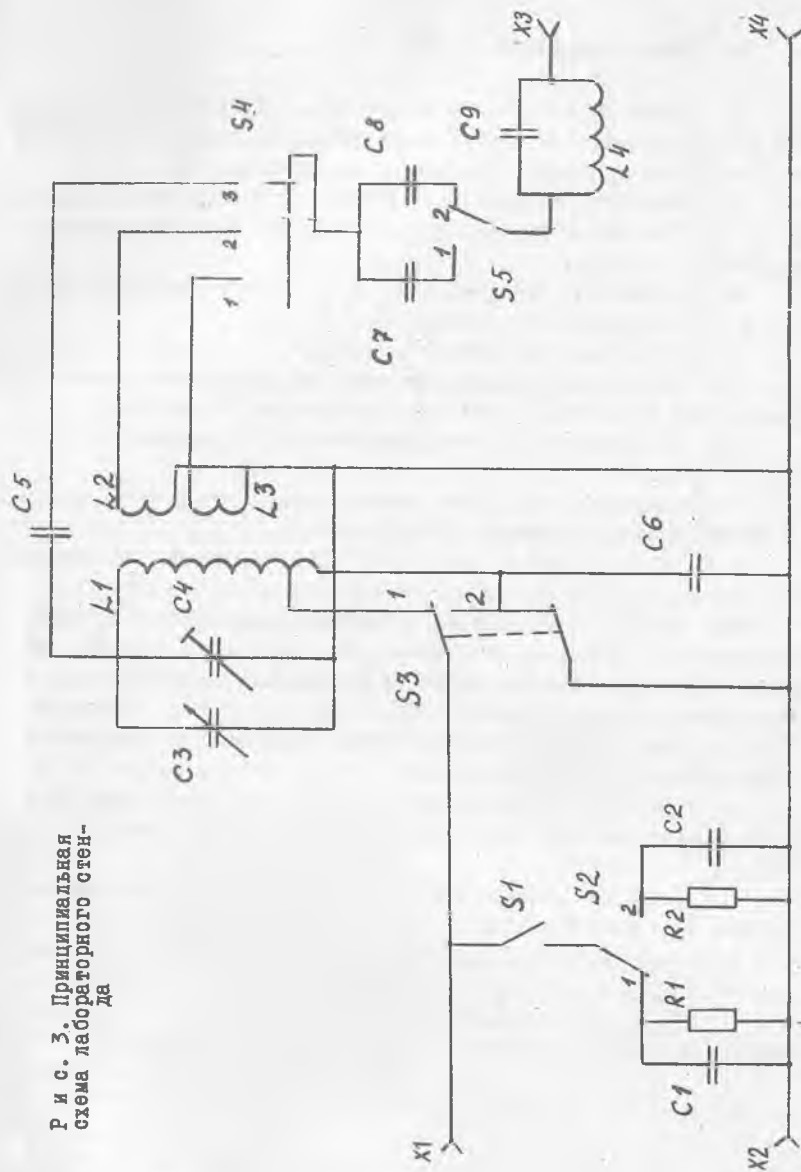 Р и с. 3. Принципиальная
схема лабораторного стен-
да
X1
X2
C1
R1
1
S1
S2
2
R2
C2
C3
C4
L1
C5
L2
L3
S3
1
2
C6
1
2
3
S4
C7
C8
1
2
S5
C9
L4
X3
X4